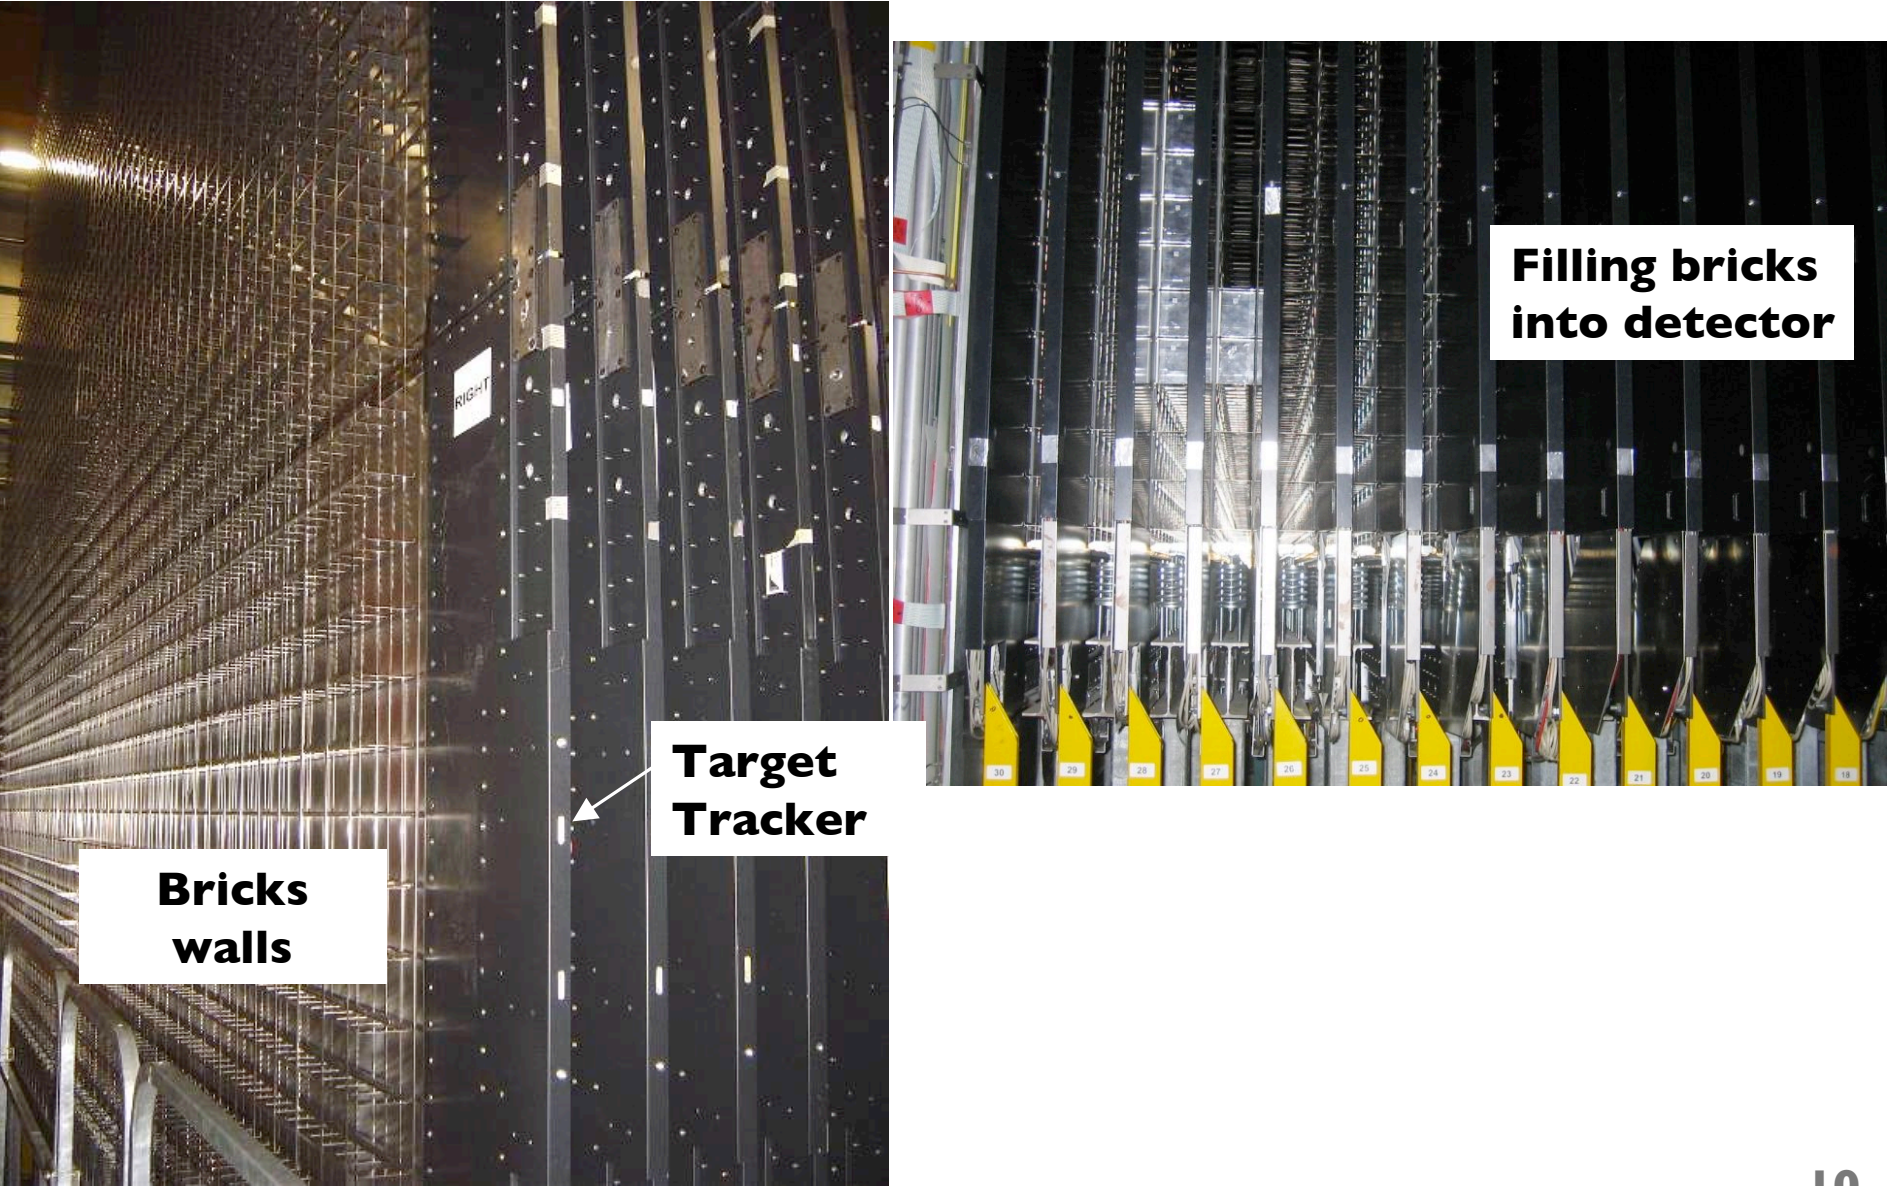 RIGHT
Bricks
walls
Target
Tracker
Filling bricks
into detector
30 29 28 27 26 25 24 23 22 21 20 19 18